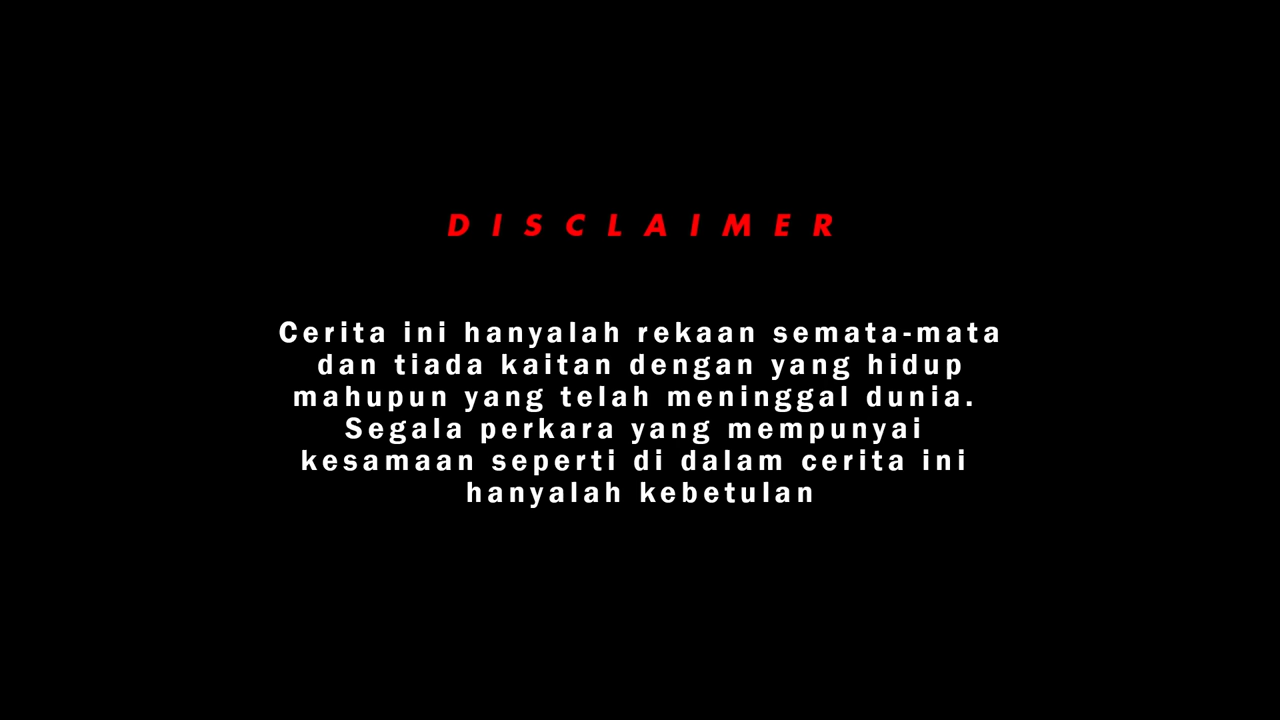 DISCLAIMER
Cerita ini hanyalah rekaan semata-mata
dan tiada kaitan dengan yang hidup
mahupun yang telah meninggal dunia.
Segala perkara yang mempunyai
kesamaan seperti di dalam cerita ini
hanyalah kebetulan